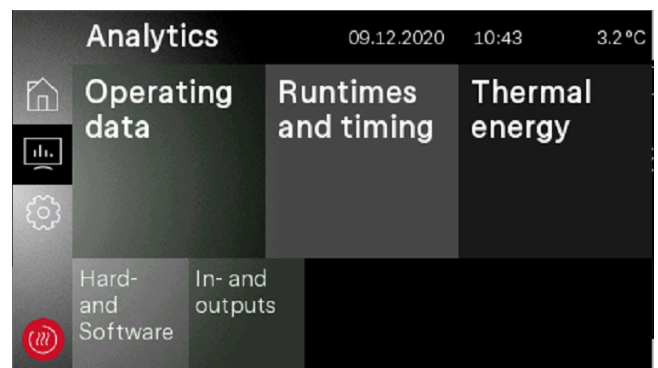 Analytics 09.12.2020 10:43 3.2°C
Operating
data
Runtimes
and timing
Thermal
energy
Hard-
and
Software
In- and
outputs